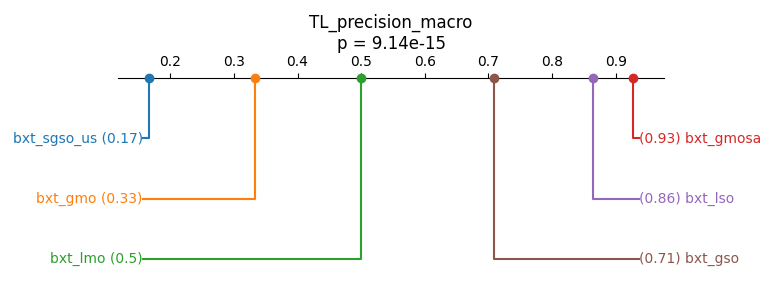 TL_precision_macro
p = 9.14e-15
0.2 0.3 0.4 0.5 0.6 0.7 0.8 0.9
bxt_sgso_us (0.17) (0.93) bxt_gmosa
bxt_gmo (0.33) (0.86) bxt_lso
bxt_lmo (0.5) (0.71) bxt_gso